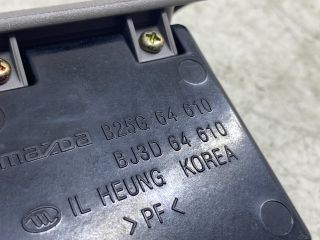 mazda B25G 64 610
BJ3D 64 610
IL HEUNG KOREA
>PF<